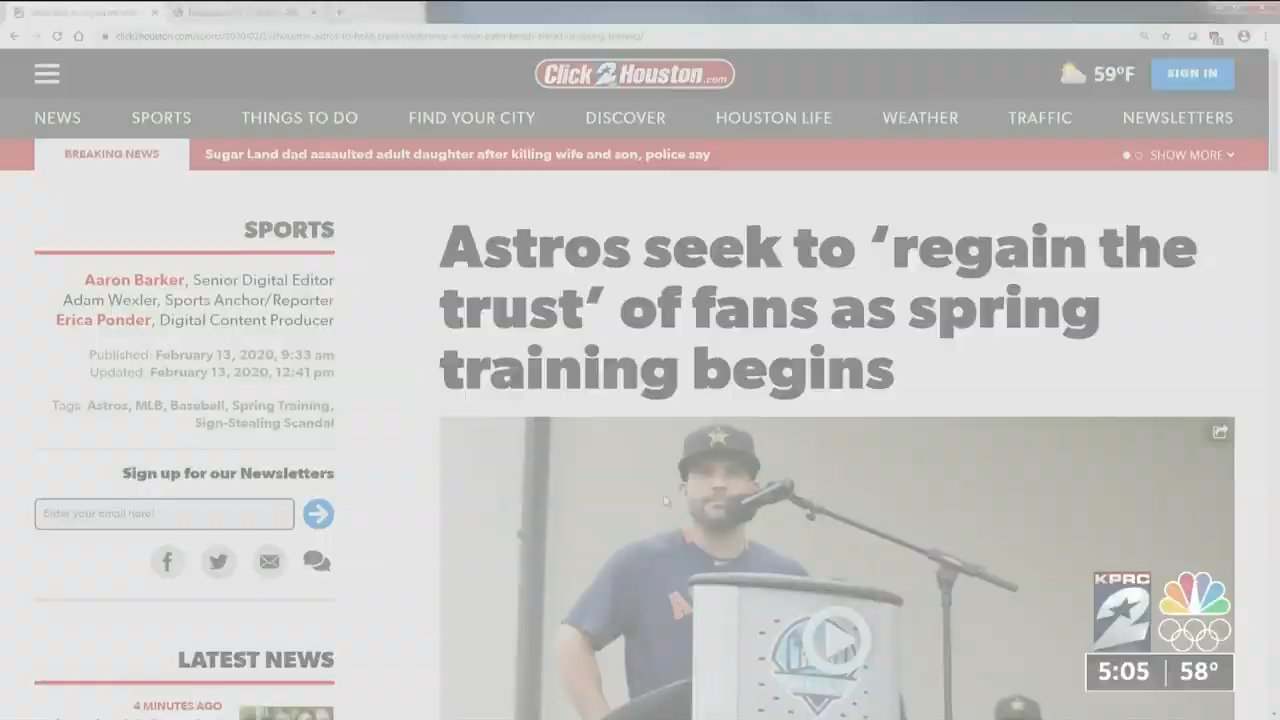 Click 2 Houston.com
59°F
SIGN IN
NEWS SPORTS THINGS TO DO FIND YOUR CITY DISCOVER HOUSTON LIFE WEATHER TRAFFIC NEWSLETTERS
BREAKING NEWS
Sugar Land dad assaulted adult daughter after killing wife and son, police say
SHOW MORE
SPORTS
Aaron Barker, Senior Digital Editor
Adam Wexler, Sports Anchor/Reporter
Erica Ponder, Digital Content Producer
Published: February 13, 2020, 9:33 am
Updated: February 13, 2020, 12:41 pm
Tags: Astros, MLB, Baseball, Spring Training,
Sign-Stealing Scandal
Sign up for our Newsletters
Enter your email here!
LATEST NEWS
4 MINUTES AGO
Astros seek to ‘regain the
trust’ of fans as spring
training begins
KPRC
2
5:05 58°